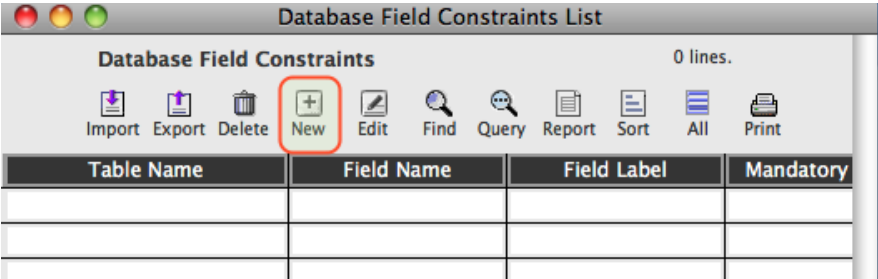 Database Field Constraints List
Database Field Constraints 0 lines.
Import Export Delete New Edit Find Query Report Sort All Print
Table Name Field Name Field Label Mandatory